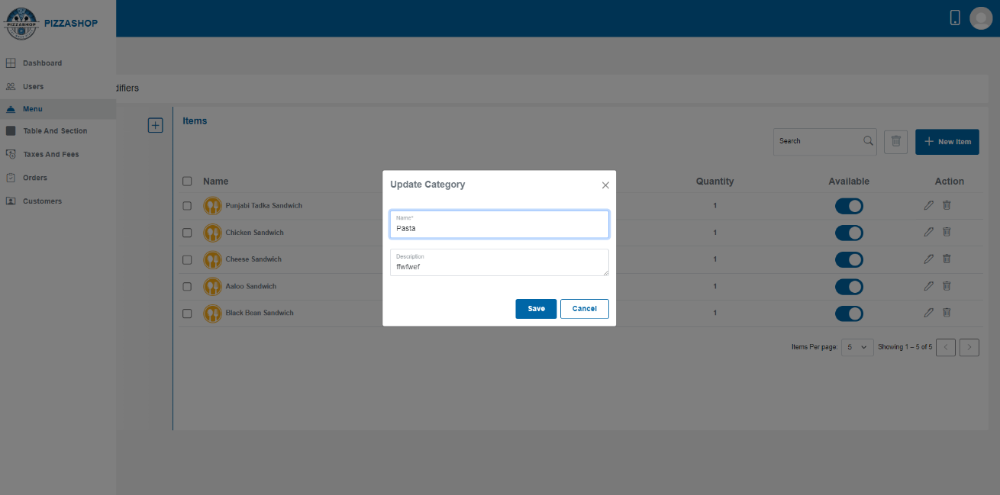 PIZZASHOP
PIZZASHOP
Dashboard
Users
Menu
Table And Section
Taxes And Fees
Orders
Customers
difiers
Items
Search
New Item
Name
Quantity
Available
Action
Punjabi Tadka Sandwich
1
Chicken Sandwich
1
Cheese Sandwich
1
Aaloo Sandwich
1
Black Bean Sandwich
1
Items Per page:
5
Showing 1 – 5 of 5
Update Category
Name*
Pasta
Description
ffwfwef
Save
Cancel